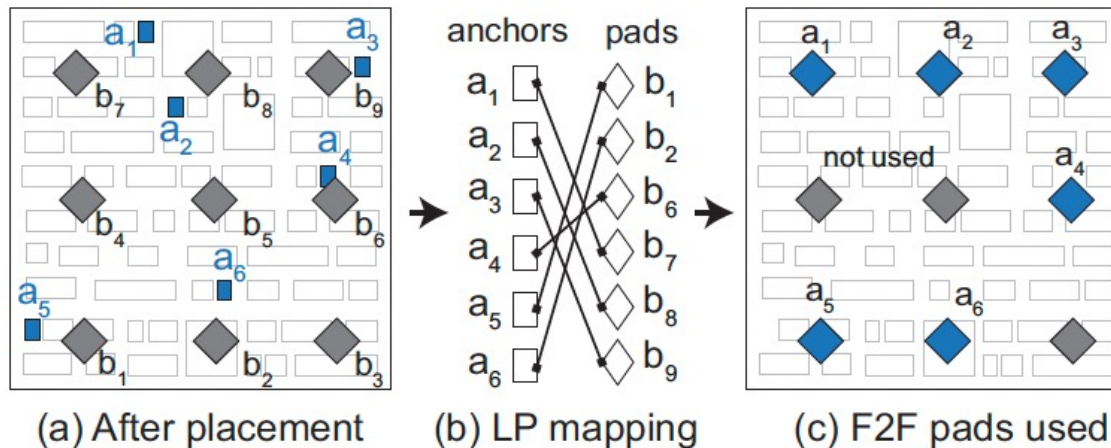 a₁
a₃
b₇
b₈
b₉
a₂
a₄
b₄
b₅
b₆
a₆
a₅
b₁
b₂
b₃
(a) After placement
anchors pads
a₁ b₁
a₂ b₂
a₃ b₆
a₄ b₇
a₅ b₈
a₆ b₉
(b) LP mapping
a₁ a₂ a₃
not used
a₄
a₅ a₆
(c) F2F pads used